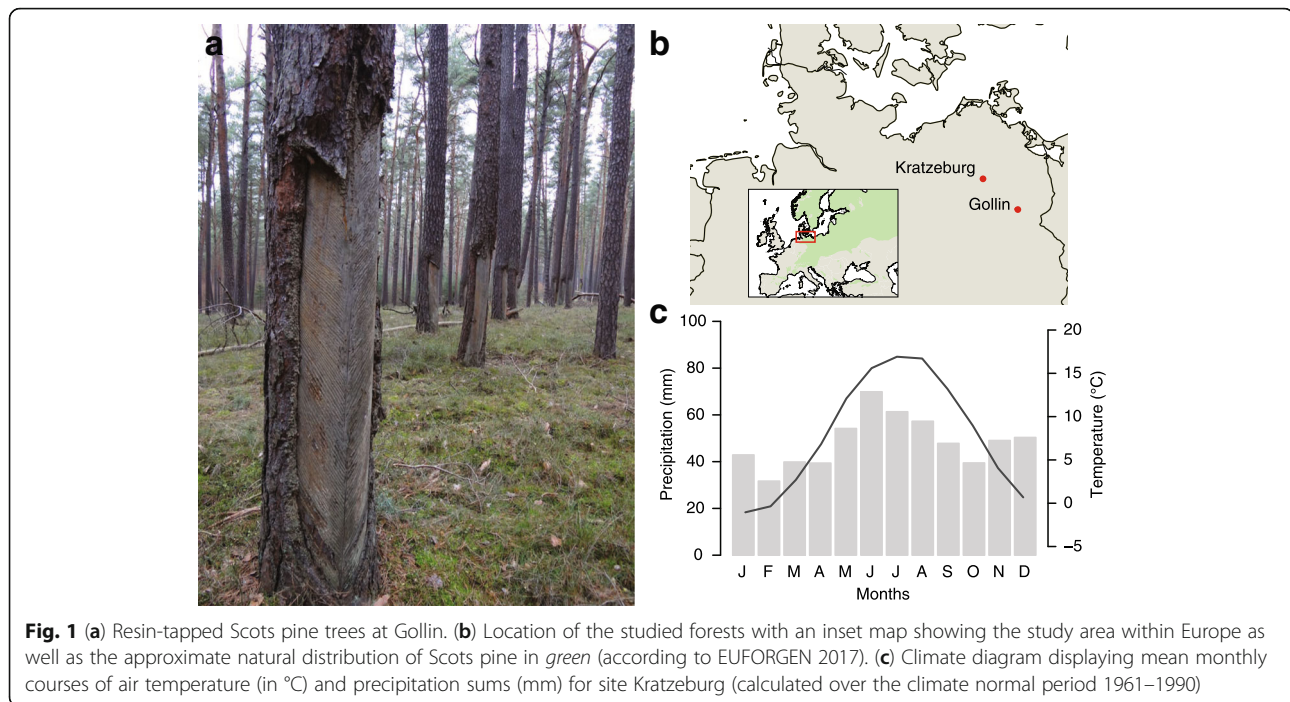 a
b
Kratzeburg
Gollin
c
100
80
60
40
20
0
Precipitation (mm)
20
15
10
5
0
−5
Temperature (°C)
J F M A M J J A S O N D
Months
Fig. 1 (a) Resin-tapped Scots pine trees at Gollin. (b) Location of the studied forests with an inset map showing the study area within Europe as
well as the approximate natural distribution of Scots pine in green (according to EUFORGEN 2017). (c) Climate diagram displaying mean monthly
courses of air temperature (in °C) and precipitation sums (mm) for site Kratzeburg (calculated over the climate normal period 1961–1990)